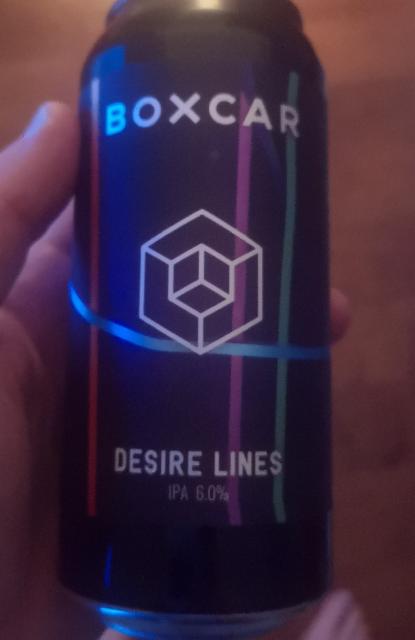 BOXCAR
DESIRE LINES
IPA 6.0%